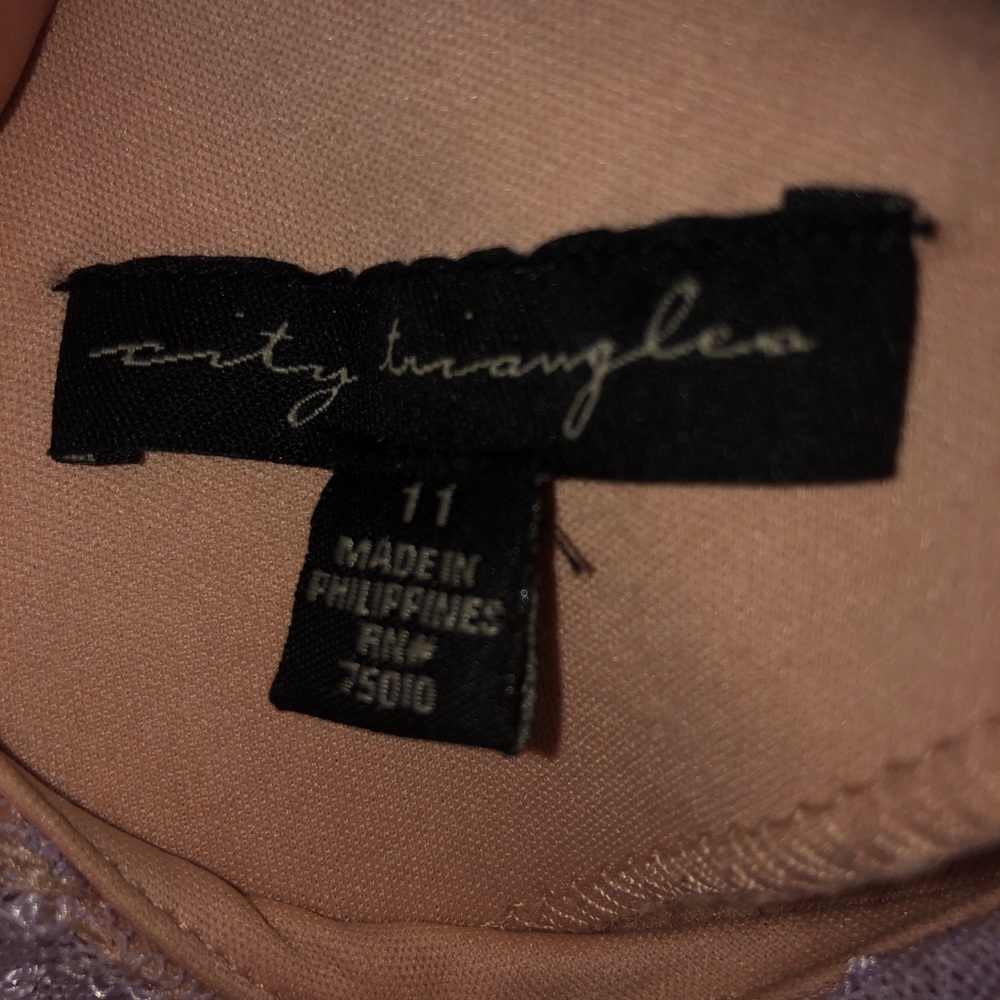 city triangles
11
MADE IN
PHILIPPINES
RN#
75010